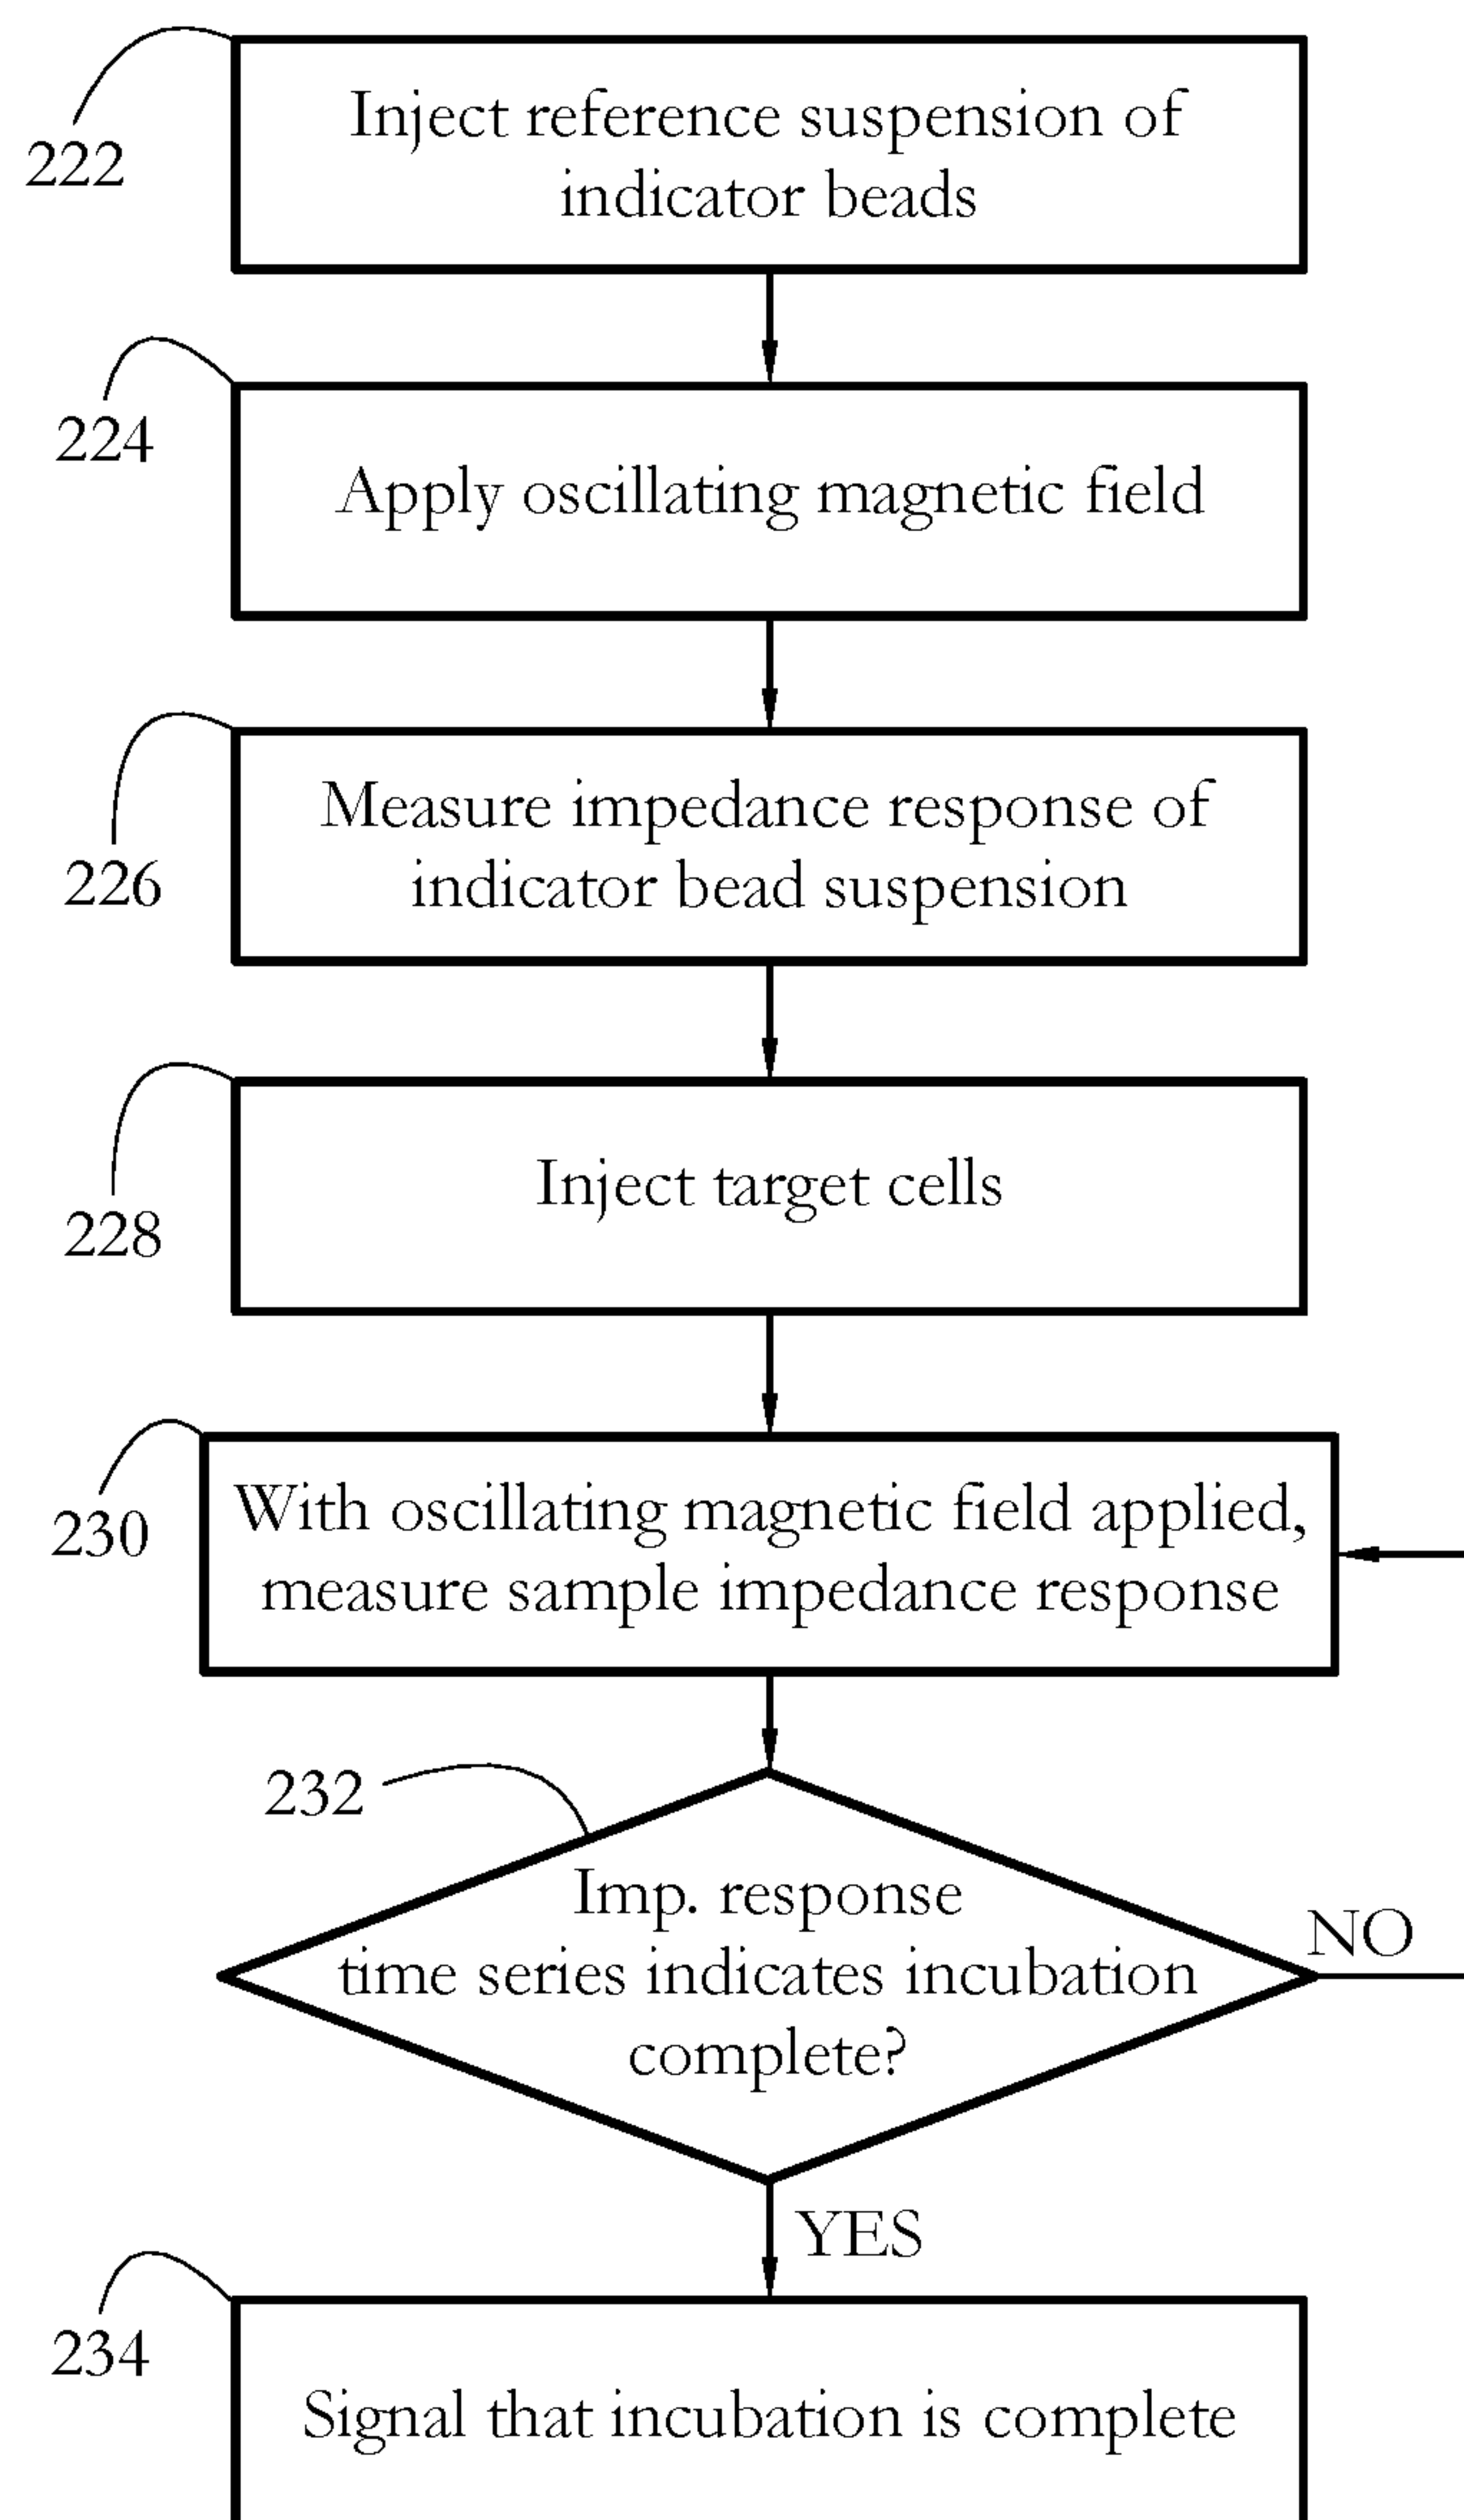 222
Inject reference suspension of
indicator beads
224
Apply oscillating magnetic field
226
Measure impedance response of
indicator bead suspension
228
Inject target cells
230
With oscillating magnetic field applied,
measure sample impedance response
232
Imp. response
time series indicates incubation
complete?
NO
YES
234
Signal that incubation is complete